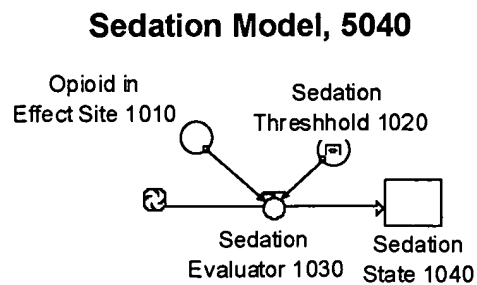 Sedation Model, 5040
Opioid in
Effect Site 1010
Sedation
Threshhold 1020
Sedation
Evaluator 1030
Sedation
State 1040